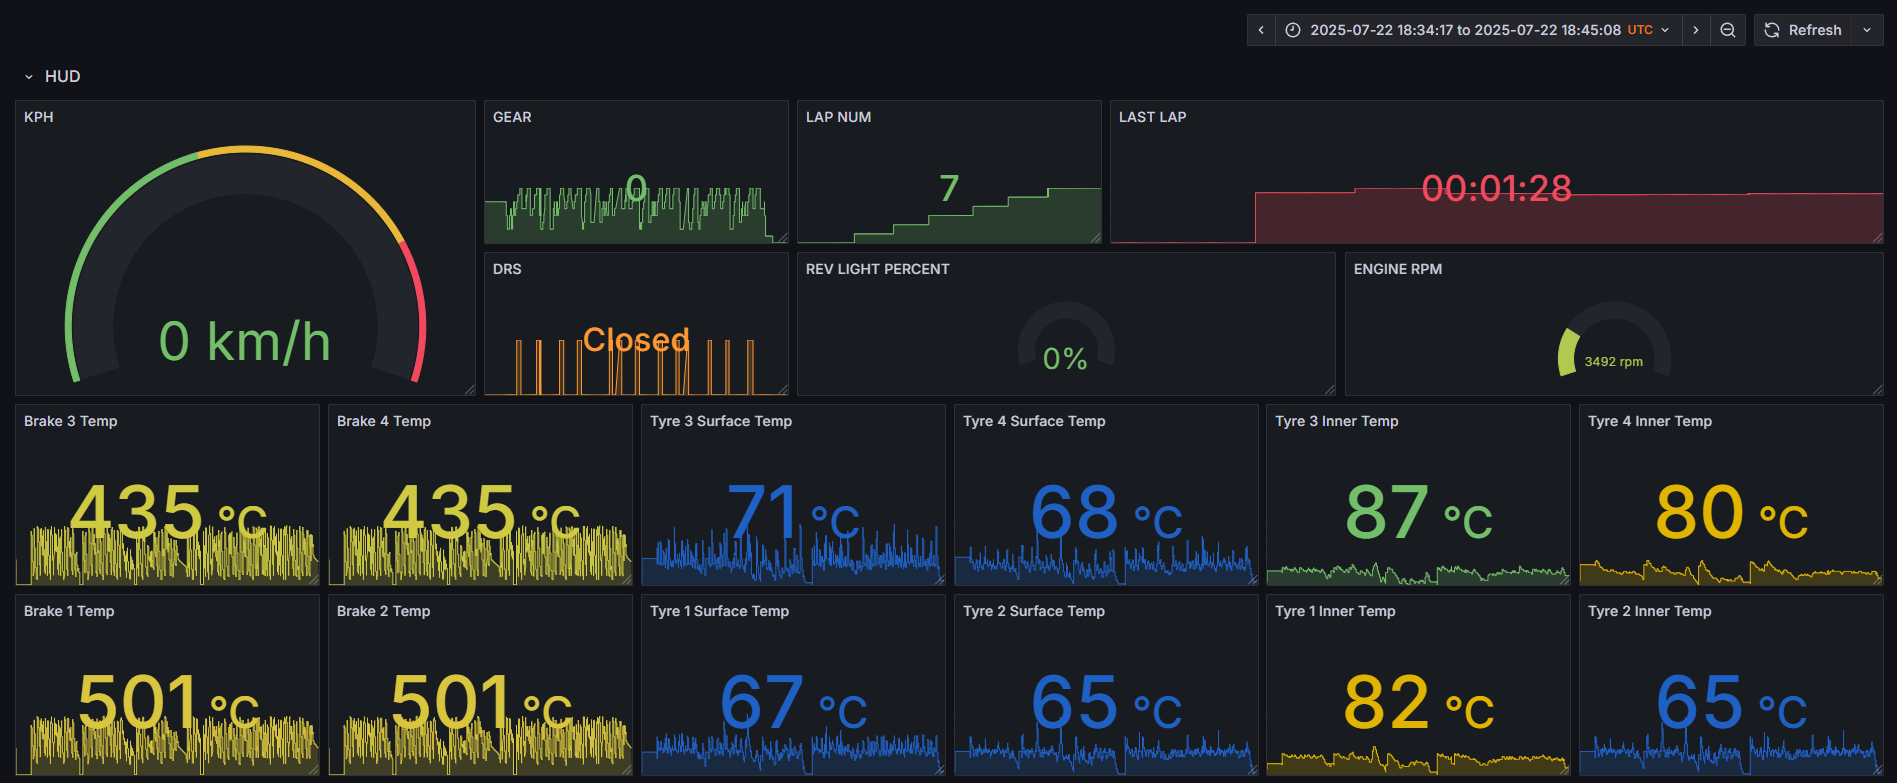 2025-07-22 18:34:17 to 2025-07-22 18:45:08 UTC
Refresh
HUD
KPH
0 km/h
GEAR
0
LAP NUM
7
LAST LAP
00:01:28
DRS
Closed
REV LIGHT PERCENT
0%
ENGINE RPM
3492 rpm
Brake 3 Temp
435 °C
Brake 4 Temp
435 °C
Tyre 3 Surface Temp
71 °C
Tyre 4 Surface Temp
68 °C
Tyre 3 Inner Temp
87 °C
Tyre 4 Inner Temp
80 °C
Brake 1 Temp
501 °C
Brake 2 Temp
501 °C
Tyre 1 Surface Temp
67 °C
Tyre 2 Surface Temp
65 °C
Tyre 1 Inner Temp
82 °C
Tyre 2 Inner Temp
65 °C